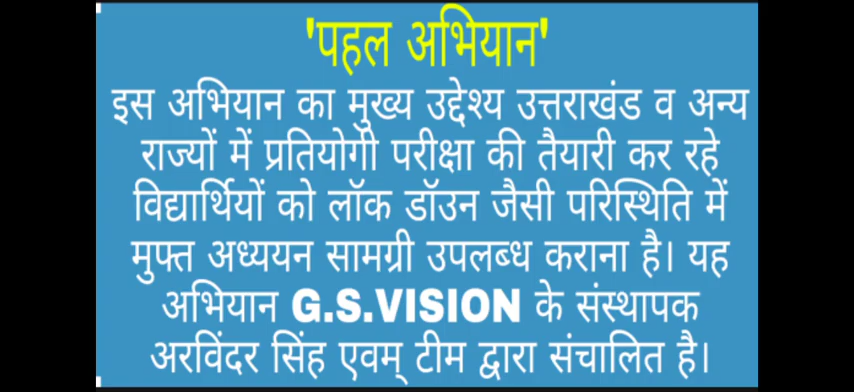 'पहल अभियान'
इस अभियान का मुख्य उद्देश्य उत्तराखंड व अन्य
राज्यों में प्रतियोगी परीक्षा की तैयारी कर रहे
विद्यार्थियों को लॉक डॉउन जैसी परिस्थिति में
मुफ्त अध्ययन सामग्री उपलब्ध कराना है। यह
अभियान G.S.VISION के संस्थापक
अरविंदर सिंह एवम् टीम द्वारा संचालित है।